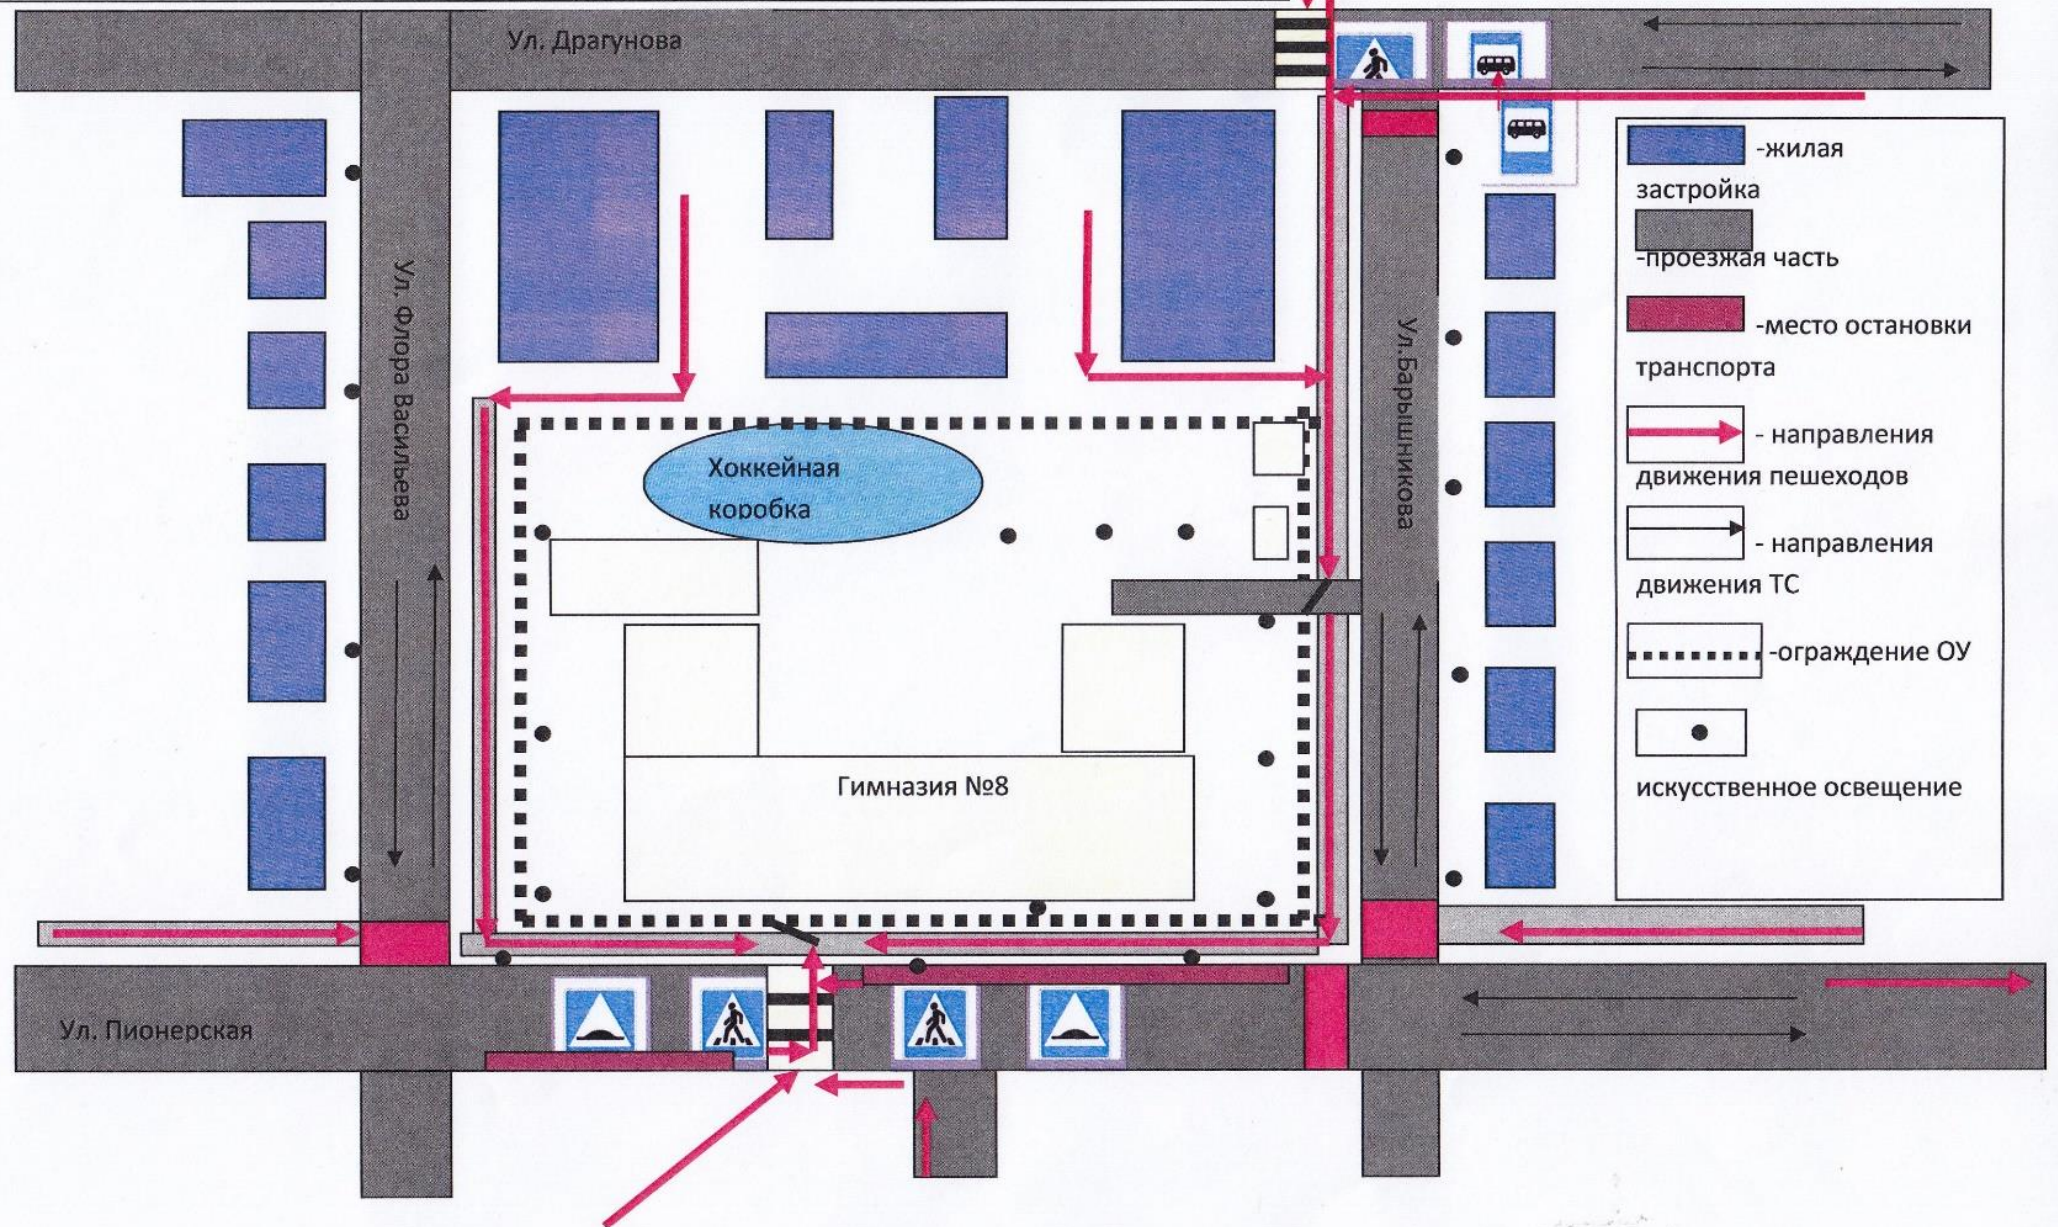 Ул. Драгунова
Ул. Флора Васильева
Ул.Барышникова
Хоккейная
коробка
Гимназия №8
Ул. Пионерская
-жилая
застройка
-проезжая часть
-место остановки
транспорта
- направления
движения пешеходов
- направления
движения ТС
-ограждение ОУ
искусственное освещение